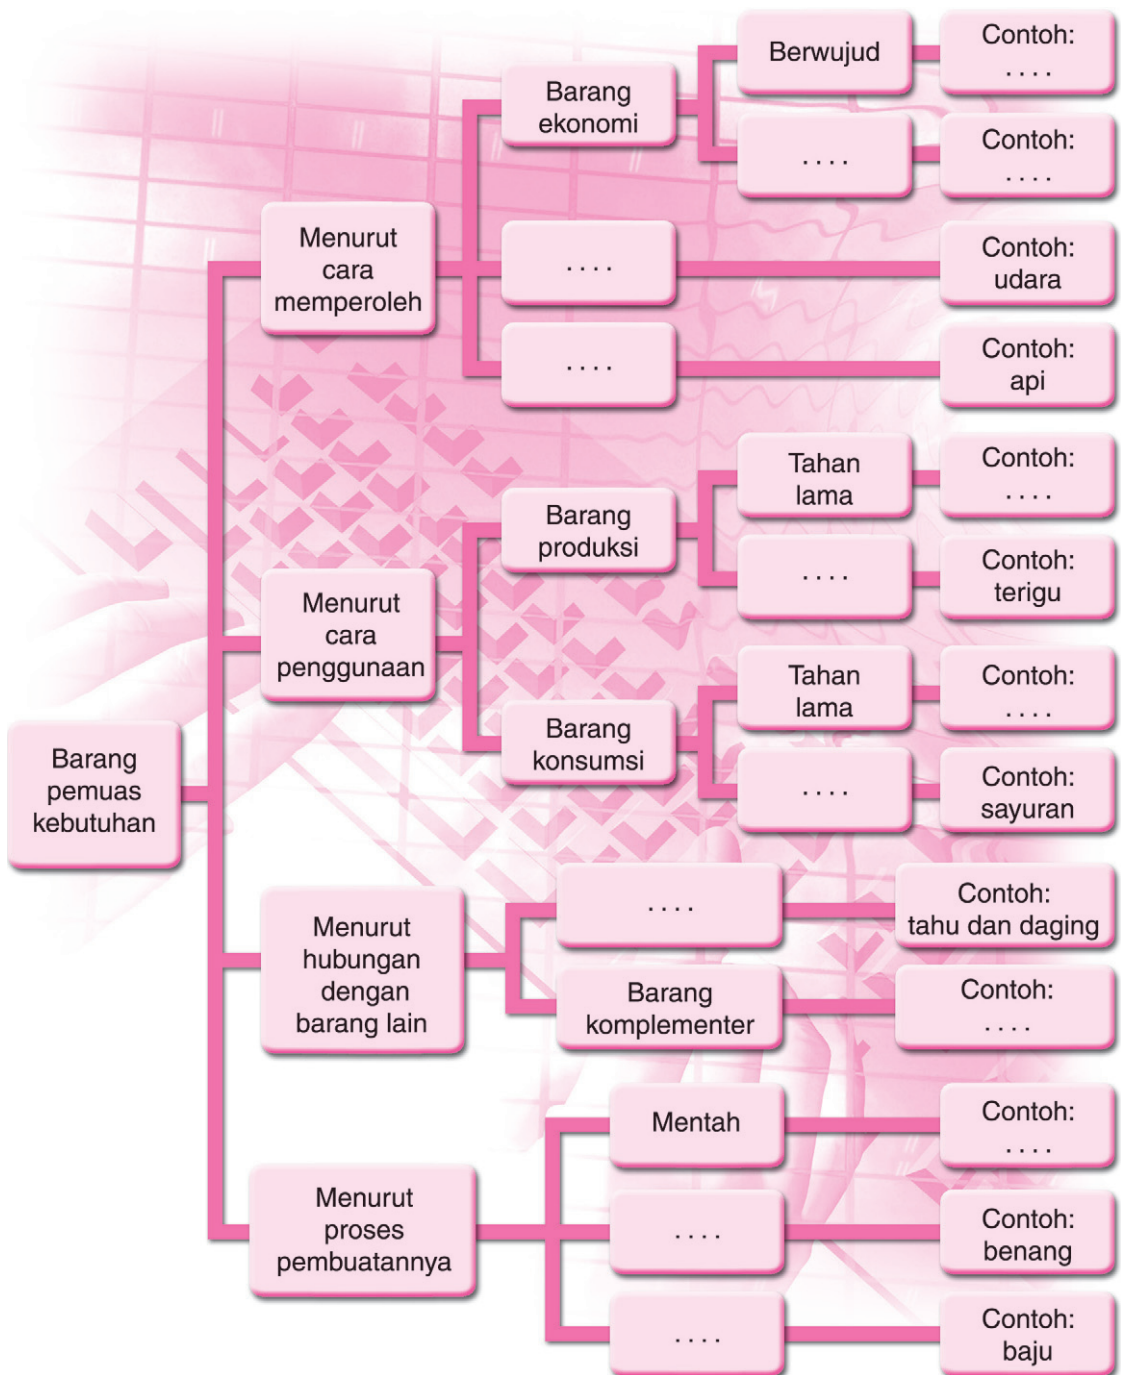 Barang
pemuas
kebutuhan
Menurut
cara
memperoleh
Barang
ekonomi
Berwujud
Contoh:
. . . .
. . . .
Contoh:
. . . .
. . . .
Contoh:
udara
. . . .
Contoh:
api
Menurut
cara
penggunaan
Barang
produksi
Tahan
lama
Contoh:
. . . .
. . . .
Contoh:
terigu
Barang
konsumsi
Tahan
lama
Contoh:
. . . .
. . . .
Contoh:
sayuran
Menurut
hubungan
dengan
barang lain
. . . .
Contoh:
tahu dan daging
Barang
komplementer
Contoh:
. . . .
Menurut
proses
pembuatannya
Mentah
Contoh:
. . . .
. . . .
Contoh:
benang
. . . .
Contoh:
baju